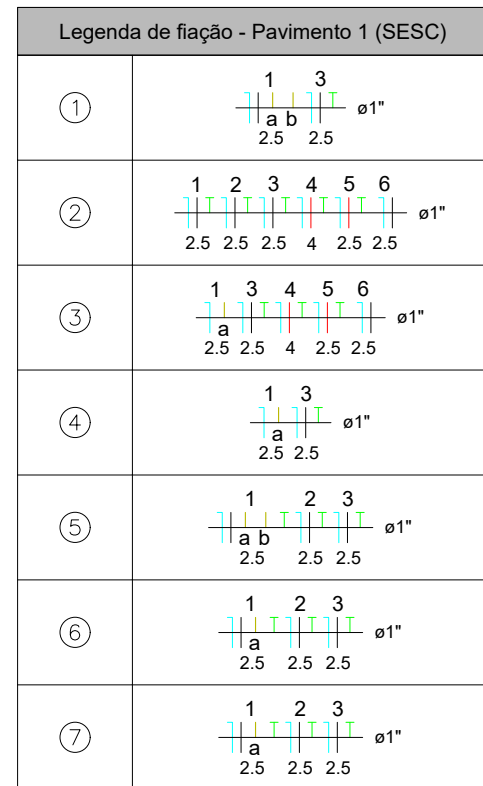 Legenda de fiação - Pavimento 1 (SESC)
1 3
1 a b ø1"
2.5 2.5
1 2 3 4 5 6
2 ø1"
2.5 2.5 2.5 4 2.5 2.5
1 3 4 5 6
3 a ø1"
2.5 2.5 4 2.5 2.5
1 3
4 a ø1"
2.5 2.5
1 2 3
5 a b ø1"
2.5 2.5 2.5
1 2 3
6 a ø1"
2.5 2.5 2.5
1 2 3
7 a ø1"
2.5 2.5 2.5